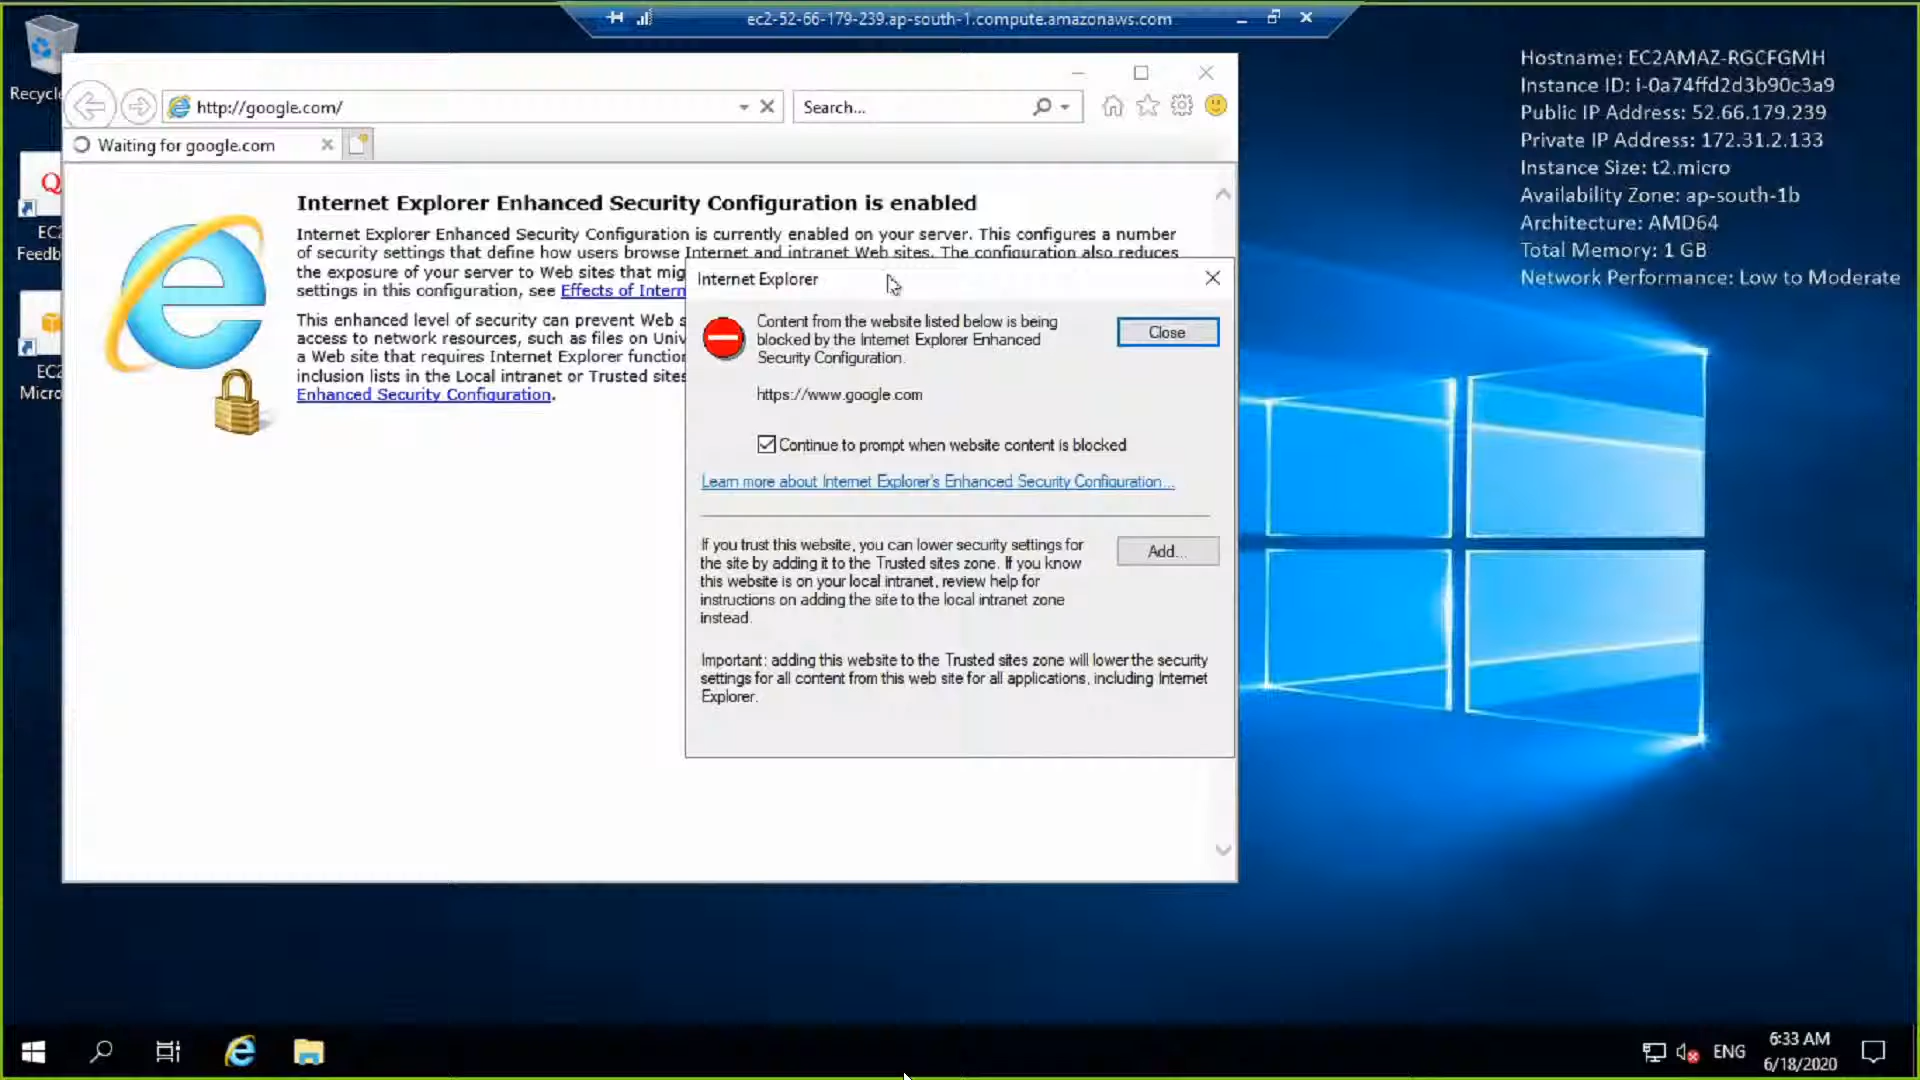 ec2-52-66-179-239.ap-south-1.compute.amazonaws.com
Recycle
Hostname: EC2AMAZ-RGCFGMH
Instance ID: i-0a74ffd2d3b90c3a9
Public IP Address: 52.66.179.239
Private IP Address: 172.31.2.133
Instance Size: t2.micro
Availability Zone: ap-south-1b
Architecture: AMD64
Total Memory: 1 GB
Network Performance: Low to Moderate
http://google.com/
Search...
Waiting for google.com
EC2
Feedb
EC2
Micro
Internet Explorer Enhanced Security Configuration is enabled
Internet Explorer Enhanced Security Configuration is currently enabled on your server. This configures a number
of security settings that define how users browse Internet and intranet Web sites. The configuration also reduces
the exposure of your server to Web sites that mig
settings in this configuration, see Effects of Intern
This enhanced level of security can prevent Web s
access to network resources, such as files on Univ
a Web site that requires Internet Explorer function
inclusion lists in the Local intranet or Trusted sites
Enhanced Security Configuration.
Internet Explorer
Content from the website listed below is being
blocked by the Internet Explorer Enhanced
Security Configuration.
Close
https://www.google.com
Continue to prompt when website content is blocked
Learn more about Internet Explorer's Enhanced Security Configuration...
If you trust this website, you can lower security settings for
the site by adding it to the Trusted sites zone. If you know
this website is on your local intranet, review help for
instructions on adding the site to the local intranet zone
instead.
Add...
Important: adding this website to the Trusted sites zone will lower the security
settings for all content from this web site for all applications, including Internet
Explorer.
ENG
6:33 AM
6/18/2020